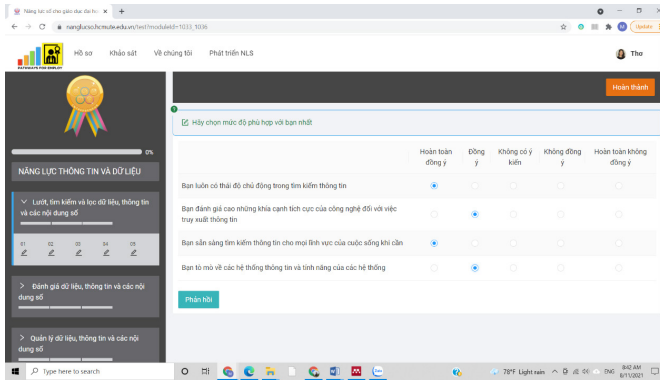 Năng lực số cho giáo dục đại họ
nanglucso.hcmute.edu.vn/test?moduleId=1033_1036
Update
PATHWAYS FOR EMPLOY
Hồ sơ Khảo sát Về chúng tôi Phát triển NLS
Tho
Hoàn thành
0%
NĂNG LỰC THÔNG TIN VÀ DỮ LIỆU
Lướt, tìm kiếm và lọc dữ liệu, thông tin
và các nội dung số
01 02 03 04 05
Đánh giá dữ liệu, thông tin và các nội
dung số
Quản lý dữ liệu, thông tin và các nội
dung số
1
Hãy chọn mức độ phù hợp với bạn nhất
Hoàn toàn đồng ý
Đồng ý
Không có ý kiến
Không đồng ý
Hoàn toàn không đồng ý
Bạn luôn có thái độ chủ động trong tìm kiếm thông tin
Bạn đánh giá cao những khía cạnh tích cực của công nghệ đối với việc
truy xuất thông tin
Bạn sẵn sàng tìm kiếm thông tin cho mọi lĩnh vực của cuộc sống khi cần
Bạn tò mò về các hệ thống thông tin và tính năng của các hệ thống
Phản hồi
Type here to search
78°F Light rain
ENG
8:42 AM
8/11/2021